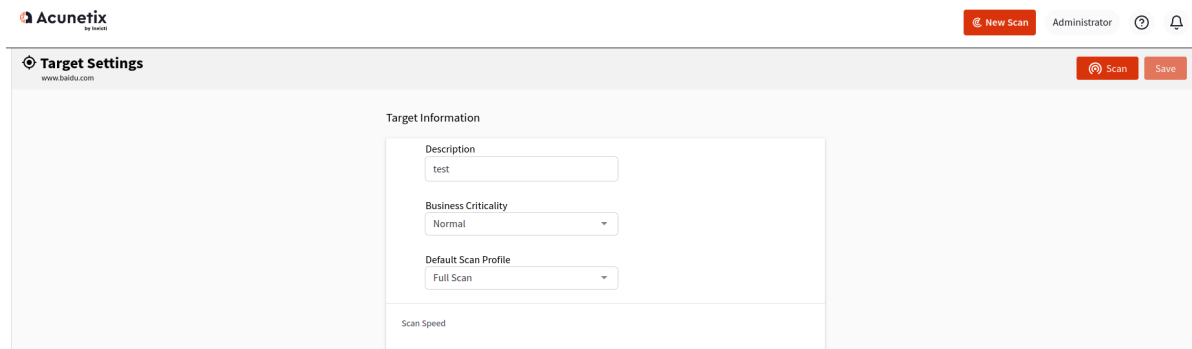 Acunetix
by Invicti
New Scan
Administrator
Target Settings
www.baidu.com
Scan
Save
Target Information
Description
test
Business Criticality
Normal
Default Scan Profile
Full Scan
Scan Speed